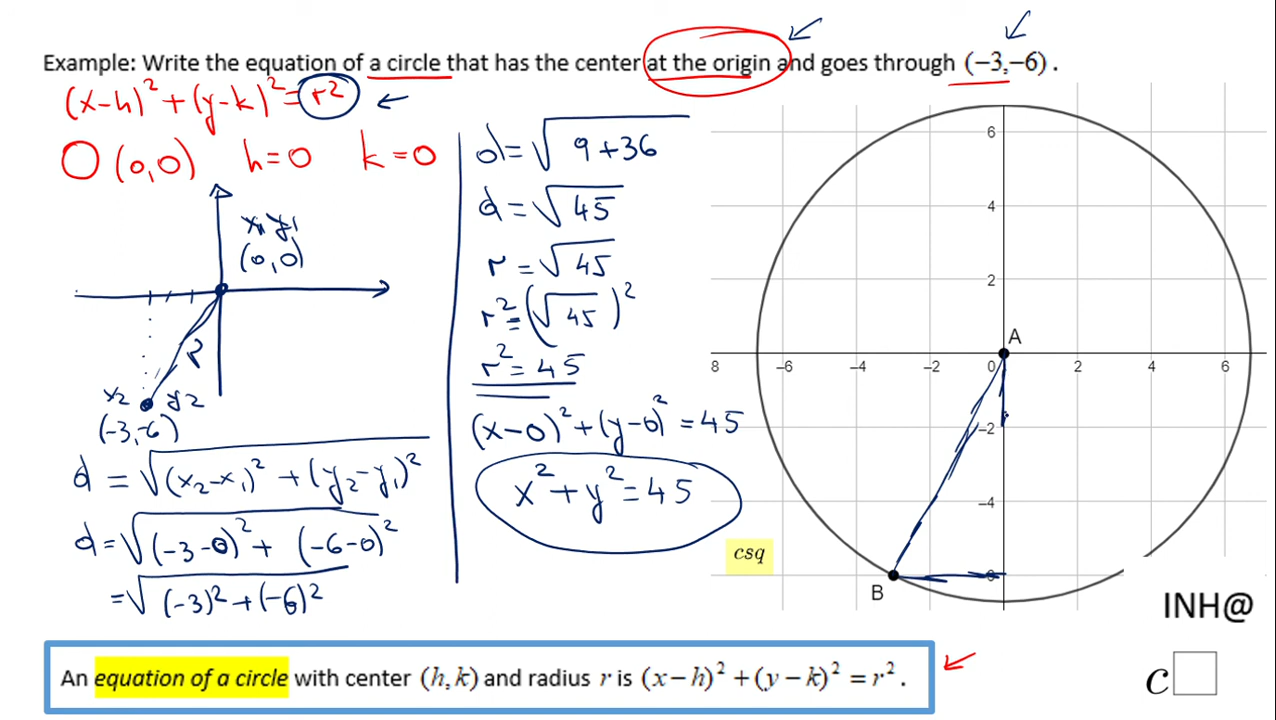 Example: Write the equation of a circle that has the center at the origin and goes through (−3,−6) .
(x-h)² + (y-k)² = r²
O (0,0) h=0 k=0
x₁ y₁
(0,0)
R
x₂ y₂
(-3,-6)
d = √(x₂-x₁)² + (y₂-y₁)²
d = √(-3-0)² + (-6-0)²
= √(-3)² + (-6)²
d = √9+36
d = √45
r = √45
r² = (√45)²
r² = 45
(x-0)² + (y-0)² = 45
x² + y² = 45
csq
6
4
2
A
8 −6 −4 −2 0 2 4 6
−2
−4
B
INH@
An equation of a circle with center (h,k) and radius r is (x−h)² + (y−k)² = r² .
c